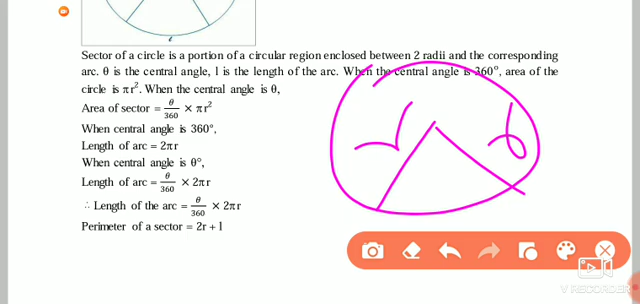 l
Sector of a circle is a portion of a circular region enclosed between 2 radii and the corresponding
arc. θ is the central angle, l is the length of the arc. When the central angle is 360°, area of the
circle is πr². When the central angle is θ,
Area of sector = θ/360 × πr²
When central angle is 360°,
Length of arc = 2πr
When central angle is θ°,
Length of arc = θ/360 × 2πr
∴ Length of the arc = θ/360 × 2πr
Perimeter of a sector = 2r + l
V RECORDER